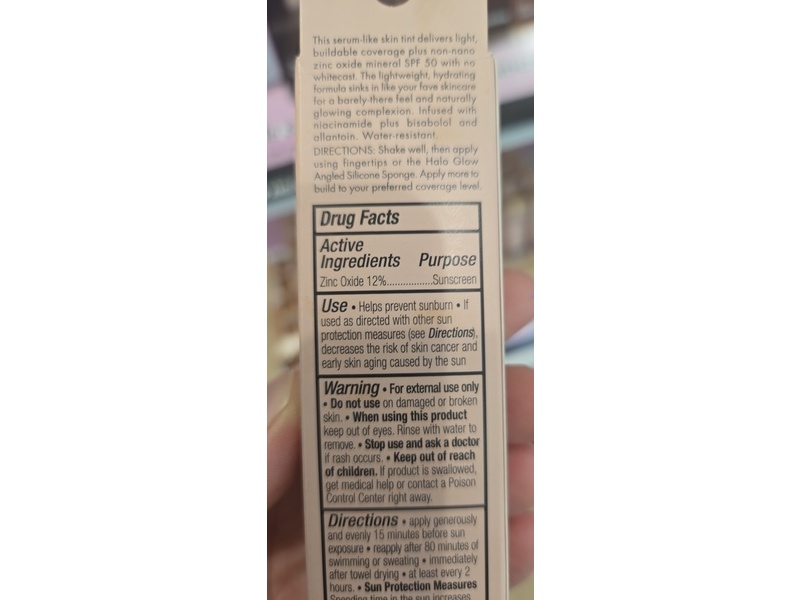 This serum-like skin tint delivers light,
buildable coverage plus non-nano
zinc oxide mineral SPF 50 with no
whitecast. The lightweight, hydrating
formula sinks in like your fave skincare
for a barely-there feel and naturally
glowing complexion. Infused with
niacinamide plus bisabolol and
allantoin. Water-resistant.
DIRECTIONS: Shake well, then apply
using fingertips or the Halo Glow
Angled Silicone Sponge. Apply more to
build to your preferred coverage level.
Drug Facts
Active
Ingredients Purpose
Zinc Oxide 12%.................Sunscreen
Use • Helps prevent sunburn • If
used as directed with other sun
protection measures (see Directions),
decreases the risk of skin cancer and
early skin aging caused by the sun
Warning • For external use only
• Do not use on damaged or broken
skin. • When using this product
keep out of eyes. Rinse with water to
remove. • Stop use and ask a doctor
if rash occurs. • Keep out of reach
of children. If product is swallowed,
get medical help or contact a Poison
Control Center right away.
Directions • apply generously
and evenly 15 minutes before sun
exposure • reapply after 80 minutes of
swimming or sweating • immediately
after towel drying • at least every 2
hours. • Sun Protection Measures
Spending time in the sun increases